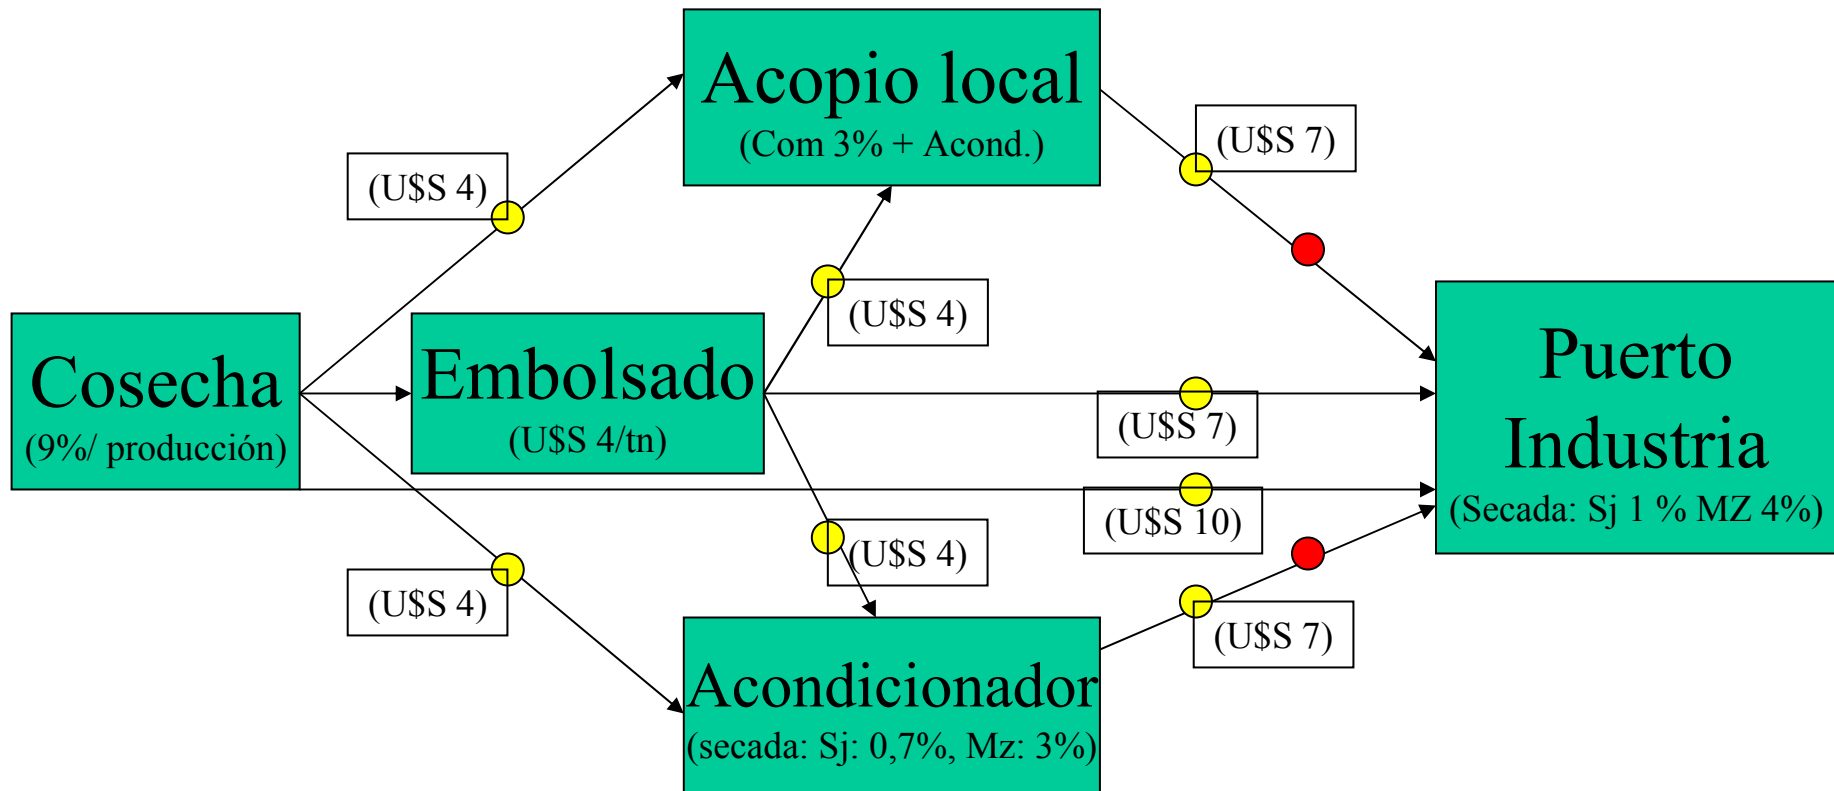 Acopio local
(Com 3% + Acond.)
(U$S 7)
(U$S 4)
(U$S 4)
Cosecha
(9%/ producción)
Embolsado
(U$S 4/tn)
(U$S 7)
(U$S 10)
Puerto
Industria
(Secada: Sj 1 % MZ 4%)
(U$S 4)
(U$S 4)
(U$S 7)
Acondicionador
(secada: Sj: 0,7%, Mz: 3%)